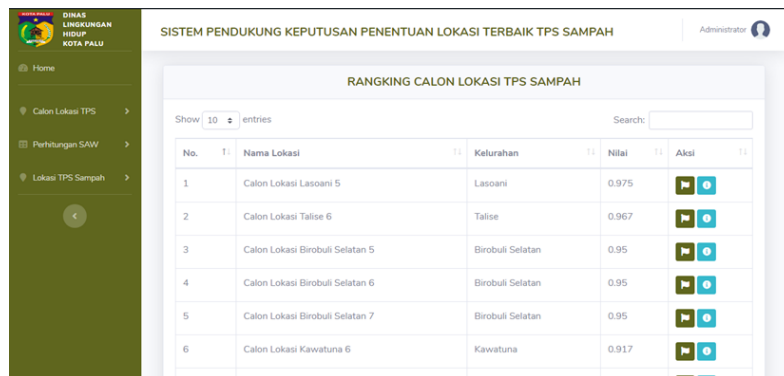 KOTA PALU
DINAS
LINGKUNGAN
HIDUP
KOTA PALU
SISTEM PENDUKUNG KEPUTUSAN PENENTUAN LOKASI TERBAIK TPS SAMPAH
Administrator
Home
Calon Lokasi TPS
Perhitungan SAW
Lokasi TPS Sampah
RANGKING CALON LOKASI TPS SAMPAH
Show 10 entries Search:
No. Nama Lokasi Kelurahan Nilai Aksi
1 Calon Lokasi Lasoani 5 Lasoani 0.975
2 Calon Lokasi Talise 6 Talise 0.967
3 Calon Lokasi Birobuli Selatan 5 Birobuli Selatan 0.95
4 Calon Lokasi Birobuli Selatan 6 Birobuli Selatan 0.95
5 Calon Lokasi Birobuli Selatan 7 Birobuli Selatan 0.95
6 Calon Lokasi Kawatuna 6 Kawatuna 0.917